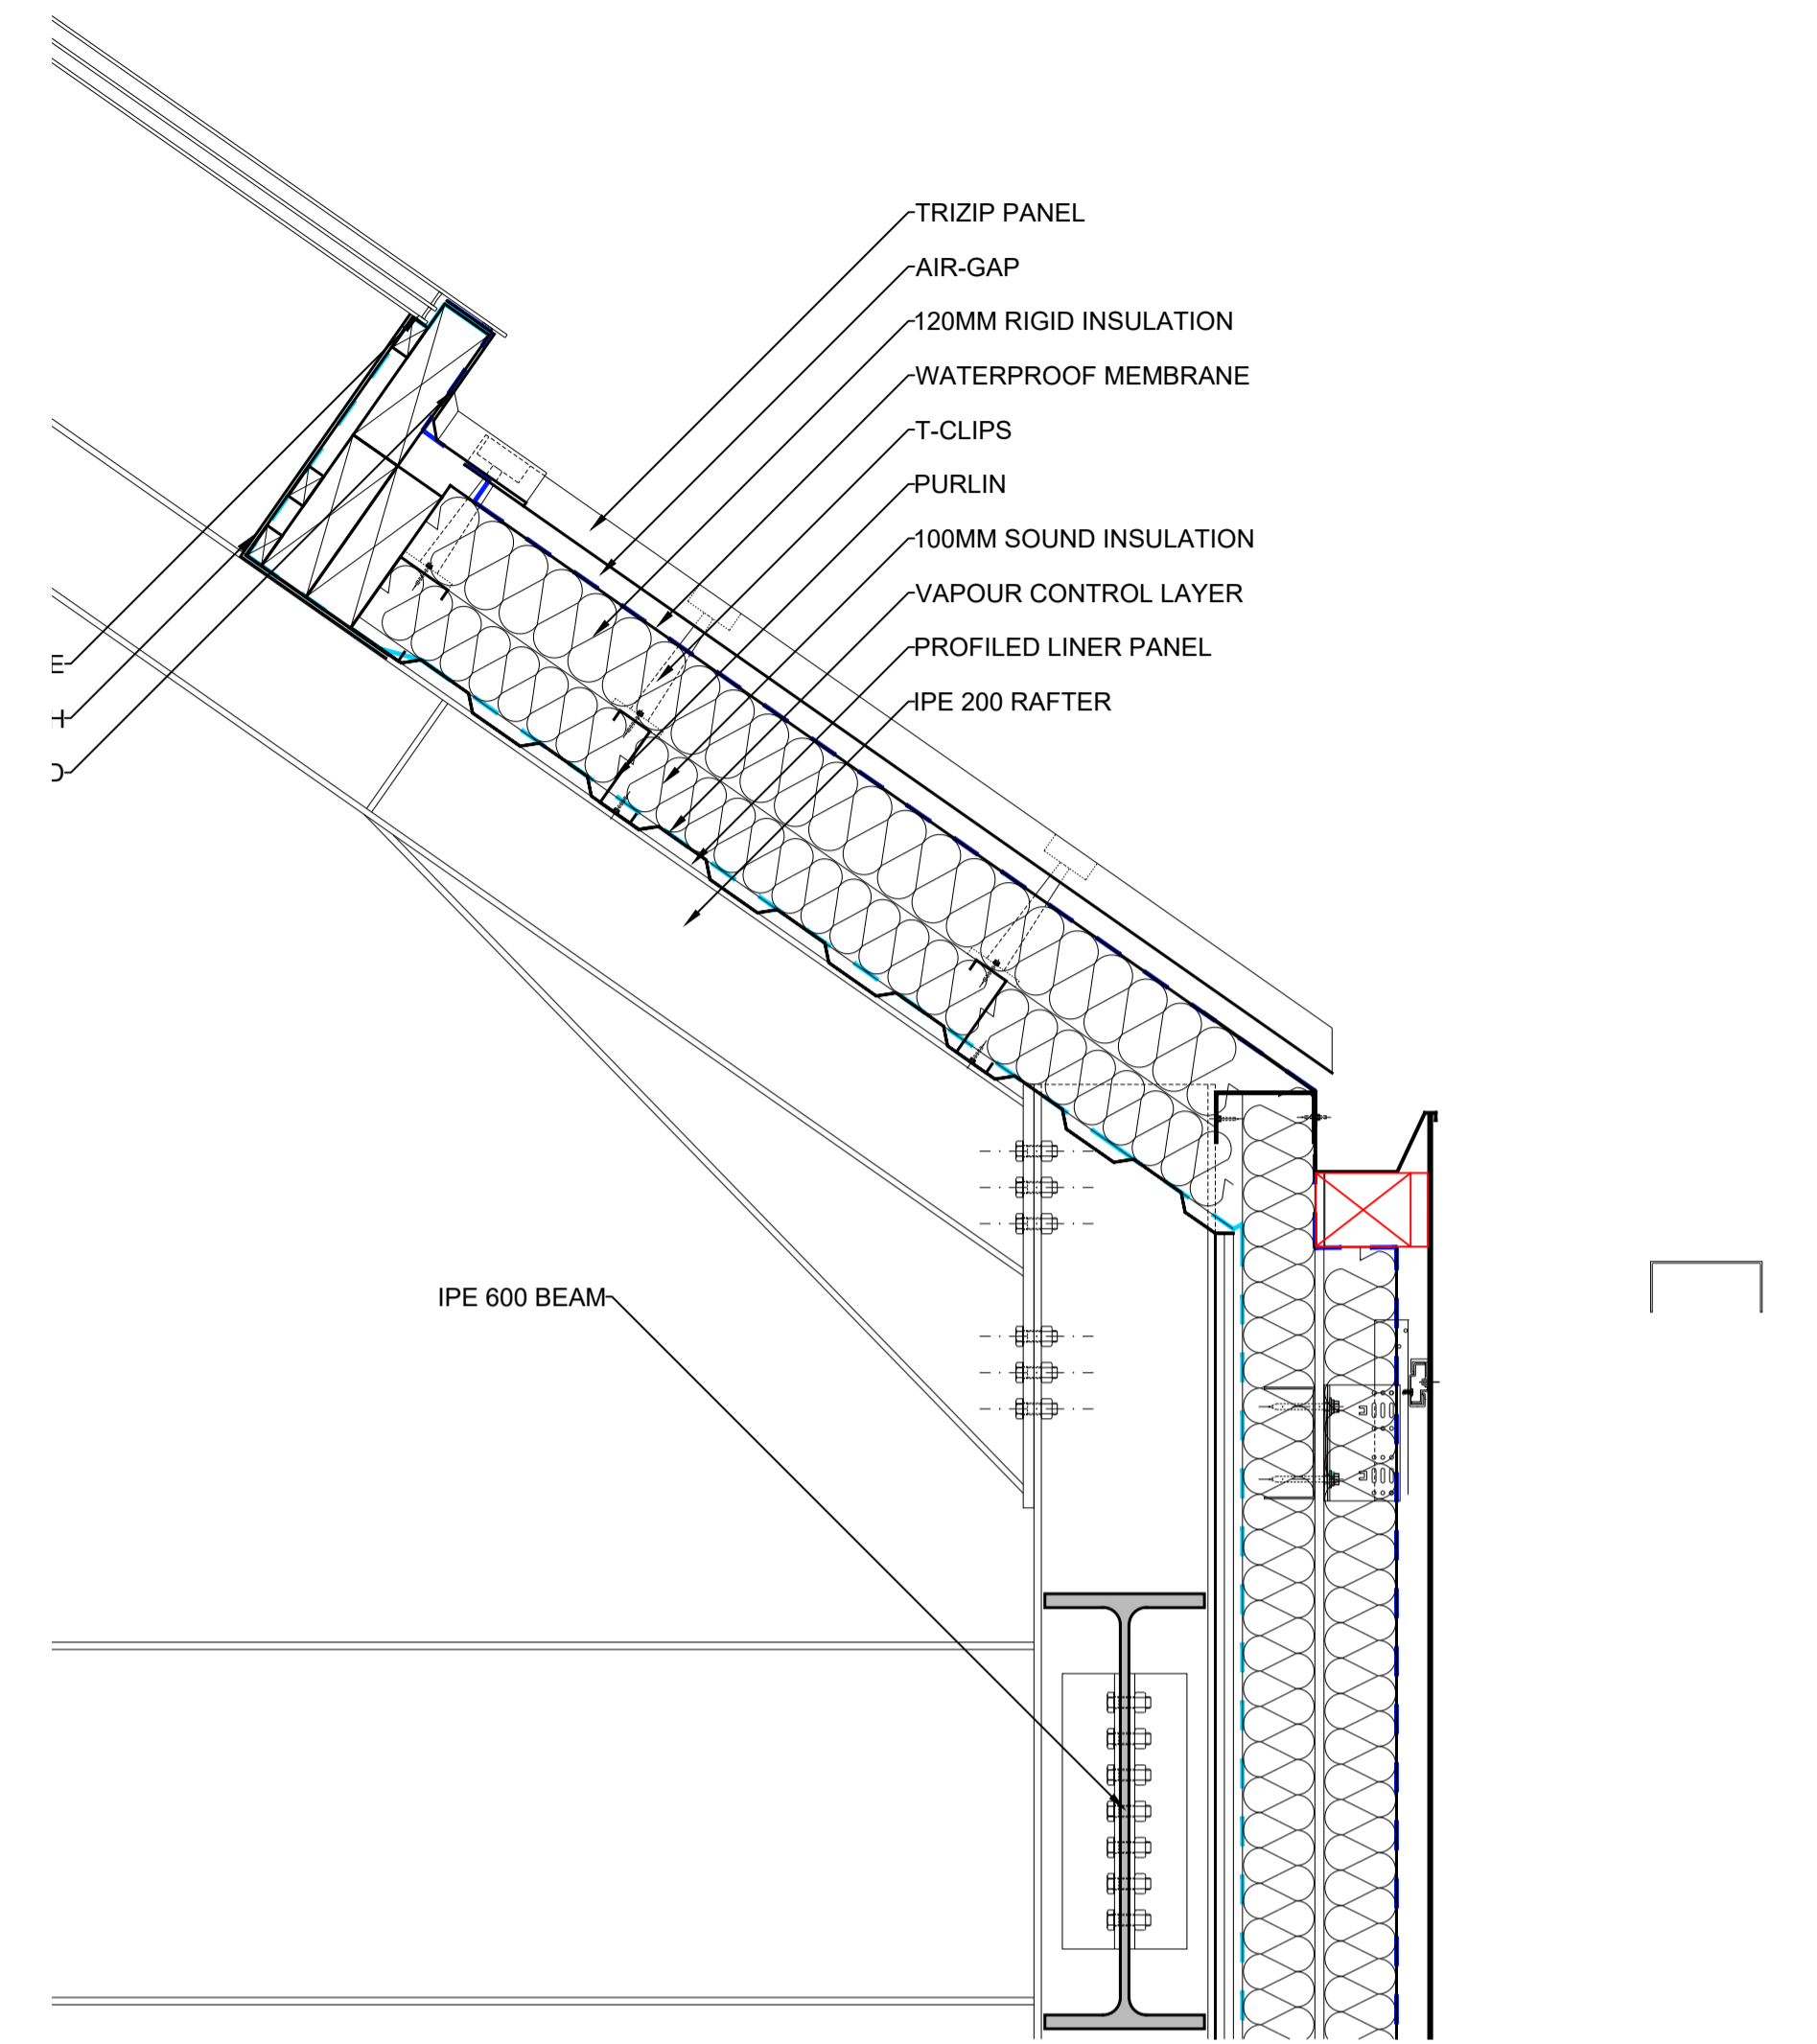 TRIZIP PANEL
AIR-GAP
120MM RIGID INSULATION
WATERPROOF MEMBRANE
T-CLIPS
PURLIN
100MM SOUND INSULATION
VAPOUR CONTROL LAYER
PROFILED LINER PANEL
IPE 200 RAFTER
E
H
D
IPE 600 BEAM